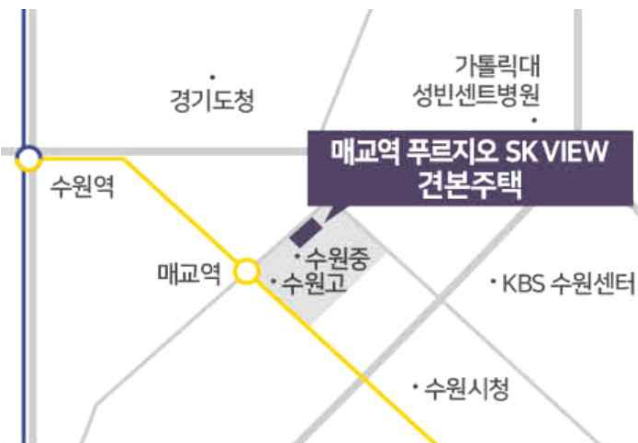 가톨릭대
성빈센트병원
경기도청
매교역 푸르지오 SK VIEW
견본주택
수원역
수원중
수원고
매교역
KBS 수원센터
수원시청